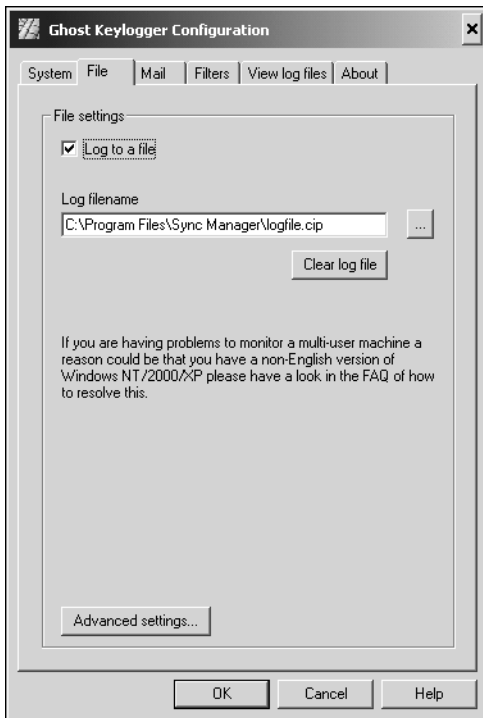 Ghost Keylogger Configuration
System File Mail Filters View log files About
File settings
Log to a file
Log filename
C:\Program Files\Sync Manager\logfile.cip ...
Clear log file
If you are having problems to monitor a multi-user machine a
reason could be that you have a non-English version of
Windows NT/2000/XP please have a look in the FAQ of how
to resolve this.
Advanced settings...
OK Cancel Help